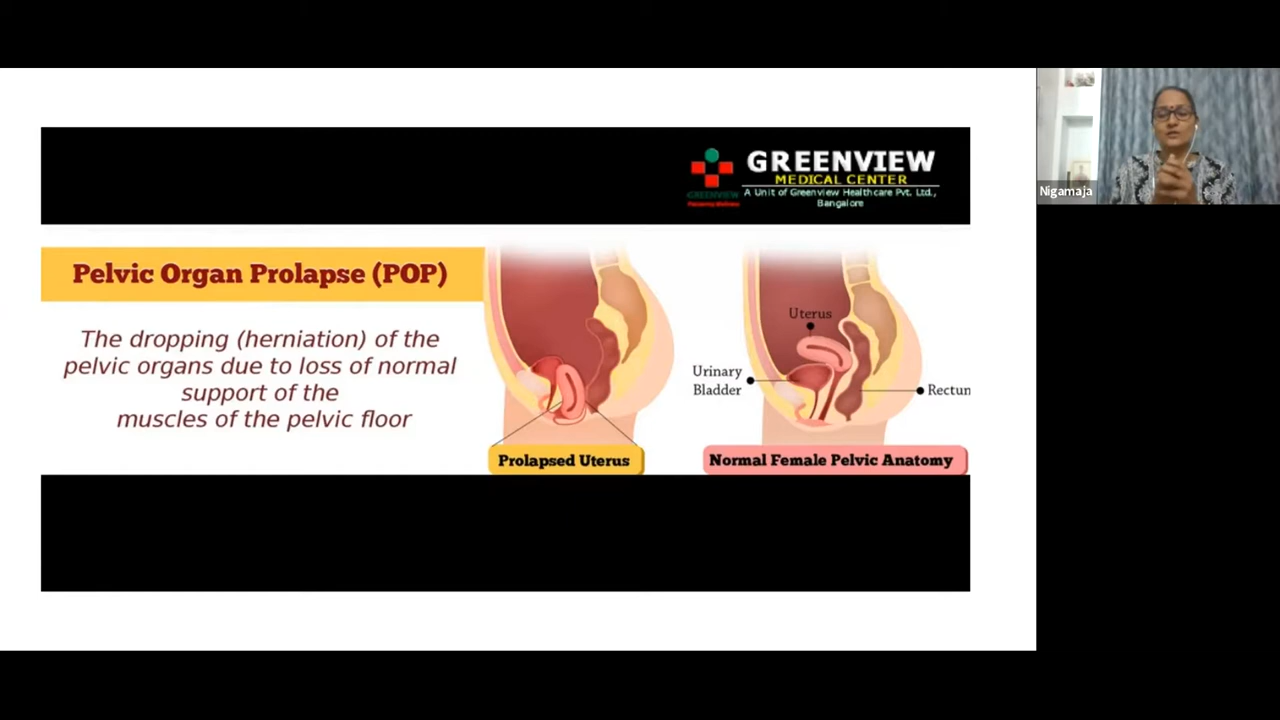 GREENVIEW
MEDICAL CENTER
A Unit of Greenview Healthcare Pvt. Ltd.,
Bangalore
GREENVIEW
Pelvic Organ Prolapse (POP)
The dropping (herniation) of the
pelvic organs due to loss of normal
support of the
muscles of the pelvic floor
Prolapsed Uterus
Uterus
Urinary
Bladder
Rectun
Normal Female Pelvic Anatomy
Nigamaja